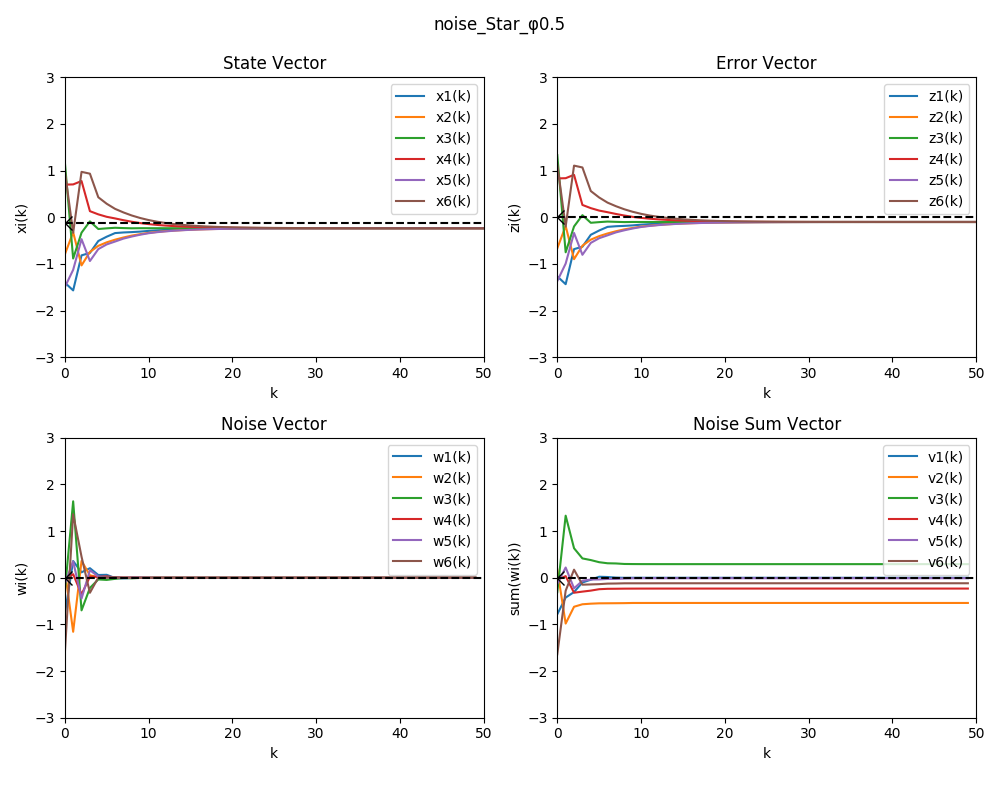 noise_Star_φ0.5
State Vector
3
2
1
0
−1
−2
−3
xi(k)
0 10 20 30 40 50
k
x1(k)
x2(k)
x3(k)
x4(k)
x5(k)
x6(k)
Error Vector
3
2
1
0
−1
−2
−3
zi(k)
0 10 20 30 40 50
k
z1(k)
z2(k)
z3(k)
z4(k)
z5(k)
z6(k)
Noise Vector
3
2
1
0
−1
−2
−3
wi(k)
0 10 20 30 40 50
k
w1(k)
w2(k)
w3(k)
w4(k)
w5(k)
w6(k)
Noise Sum Vector
3
2
1
0
−1
−2
−3
sum(wi(k))
0 10 20 30 40 50
k
v1(k)
v2(k)
v3(k)
v4(k)
v5(k)
v6(k)